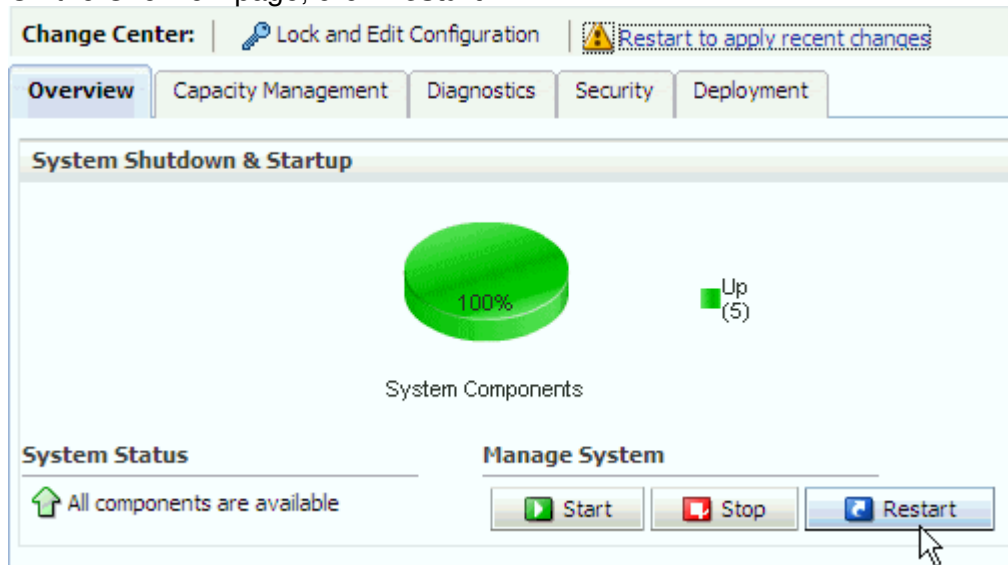 Change Center: Lock and Edit Configuration Restart to apply recent changes
Overview Capacity Management Diagnostics Security Deployment
System Shutdown & Startup
100%
Up
(5)
System Components
System Status Manage System
All components are available Start Stop Restart